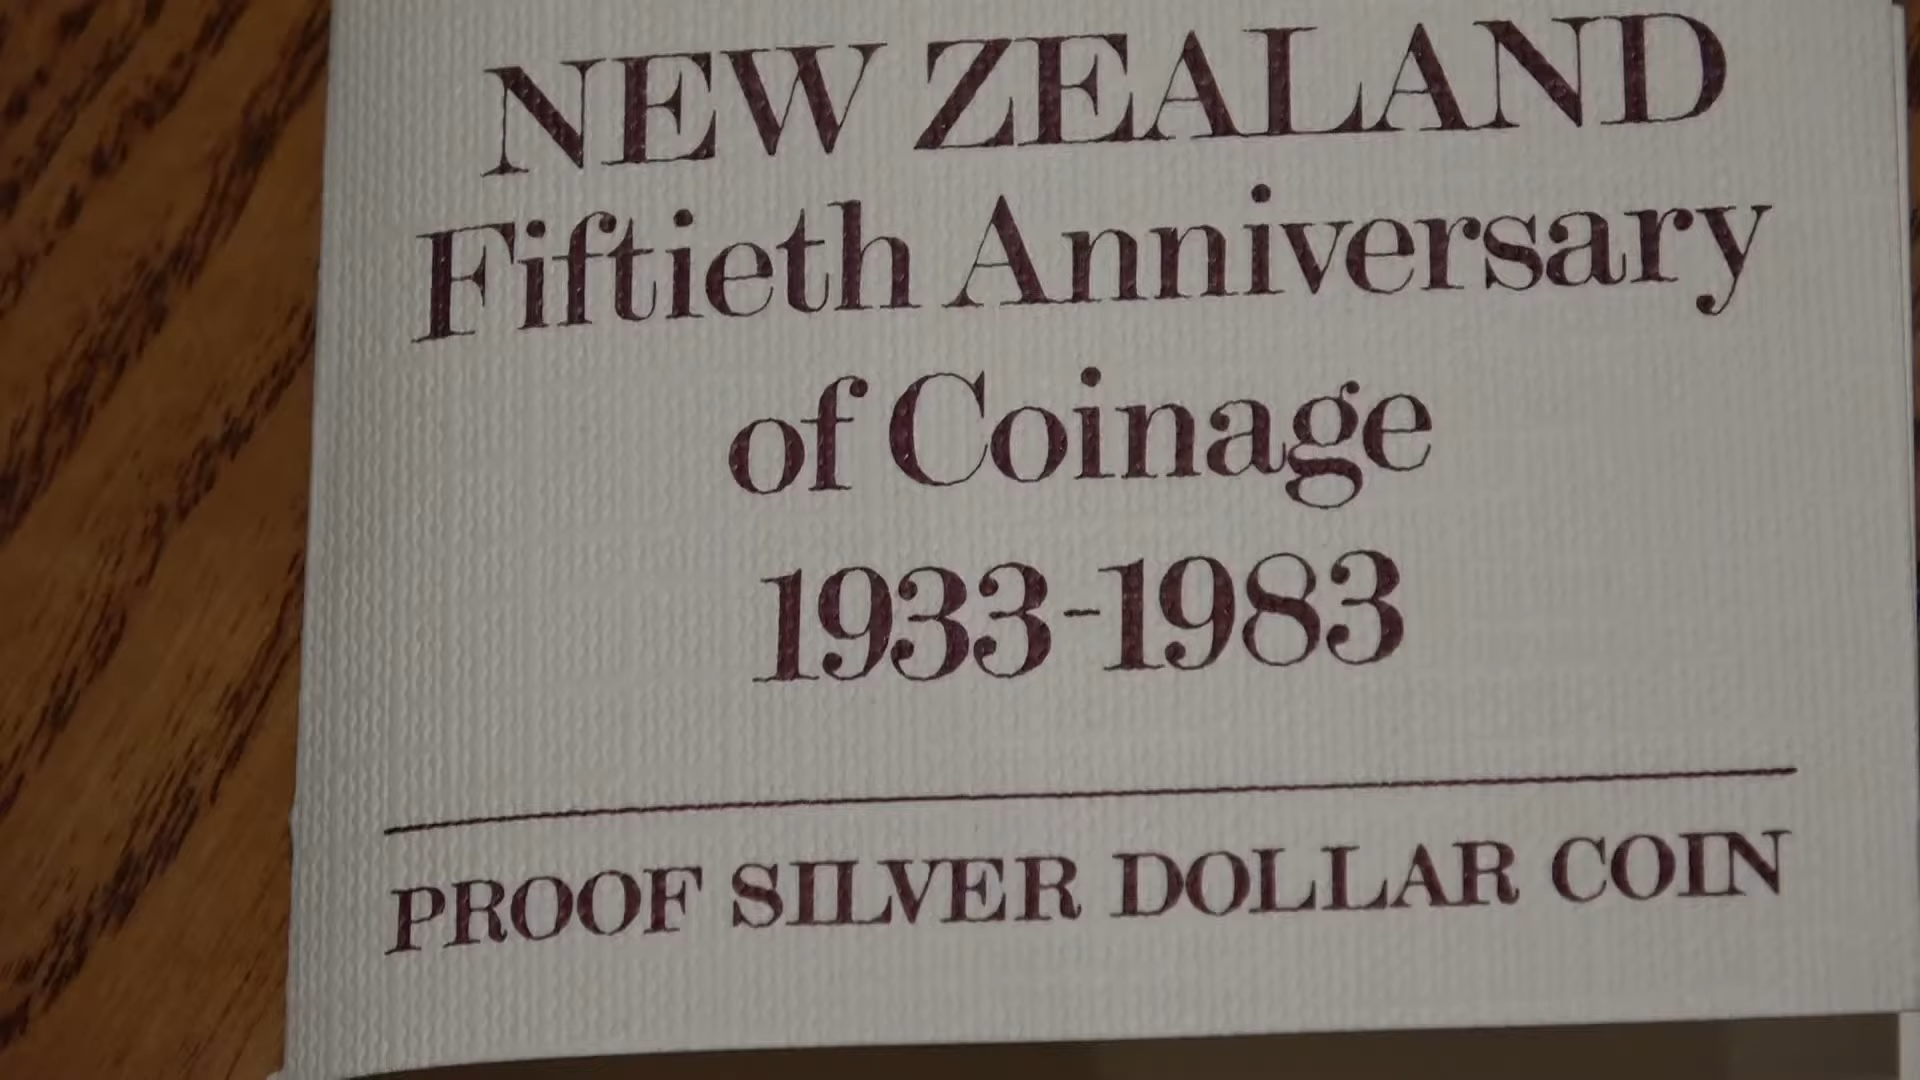 NEW ZEALAND
Fiftieth Anniversary
of Coinage
1933-1983
PROOF SILVER DOLLAR COIN